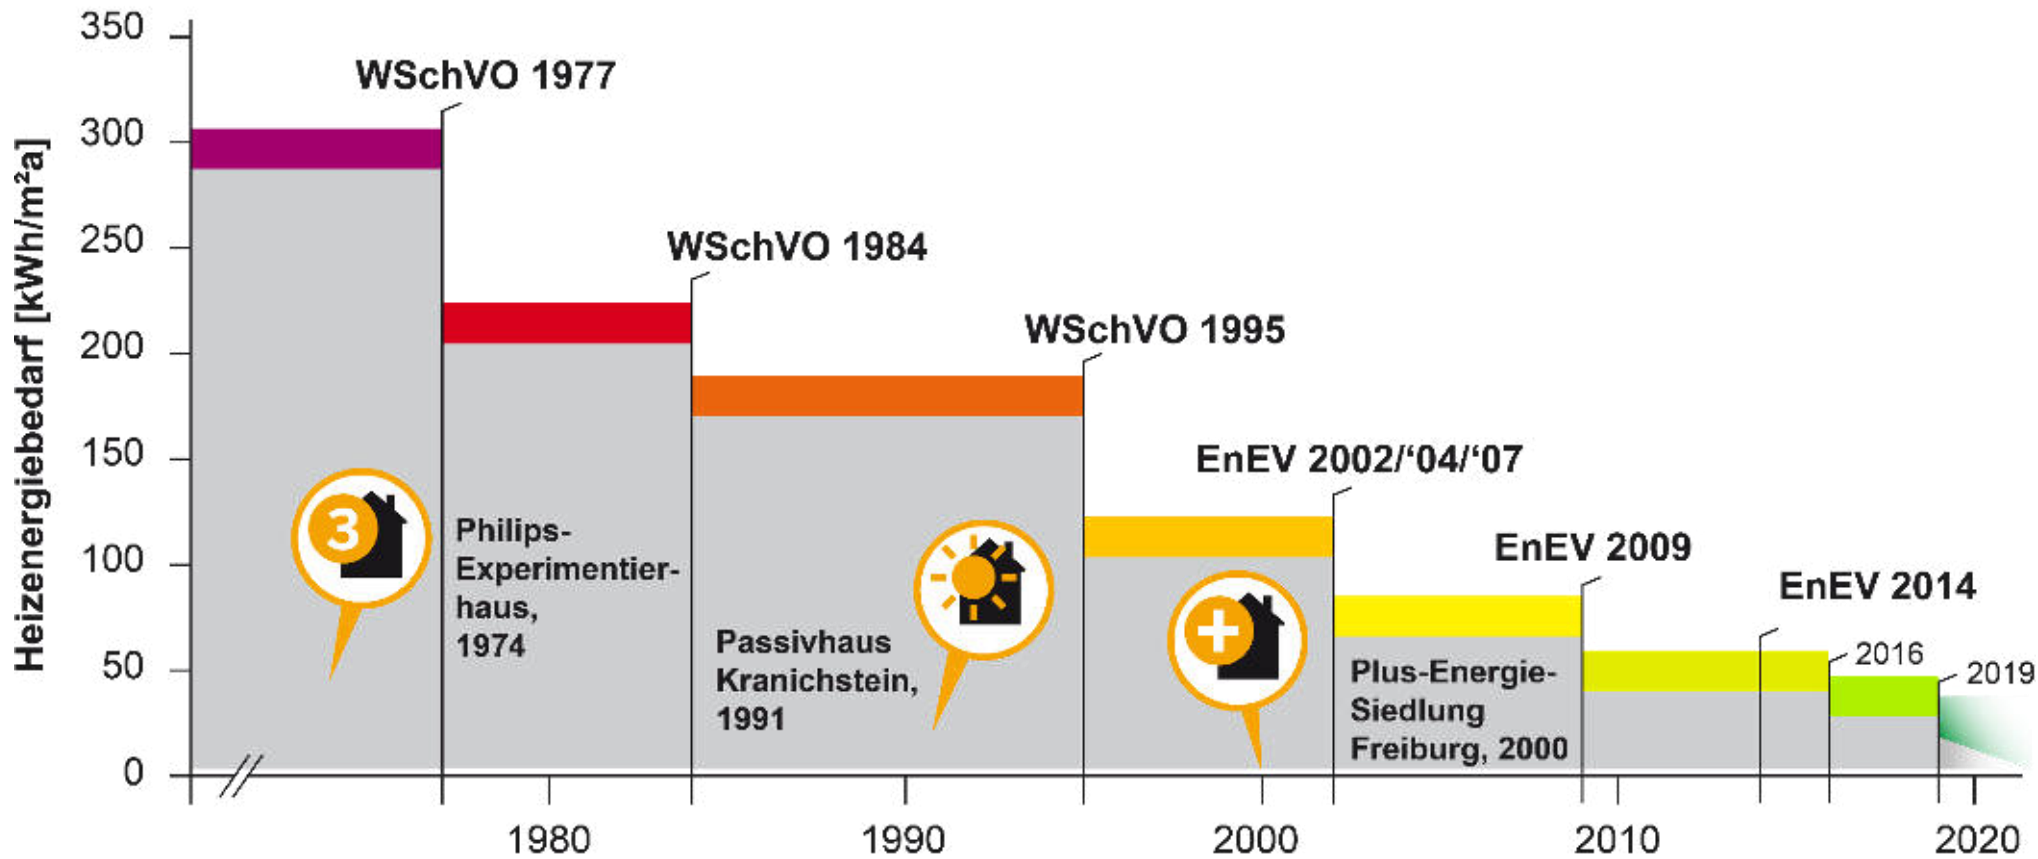 350
300
250
200
150
100
50
0
Heizenergiebedarf [kWh/m²a]
WSchVO 1977
WSchVO 1984
WSchVO 1995
EnEV 2002/‘04/‘07
EnEV 2009
EnEV 2014
2016
2019
3
Philips-
Experimentier-
haus,
1974
Passivhaus
Kranichstein,
1991
+
Plus-Energie-
Siedlung
Freiburg, 2000
1980
1990
2000
2010
2020